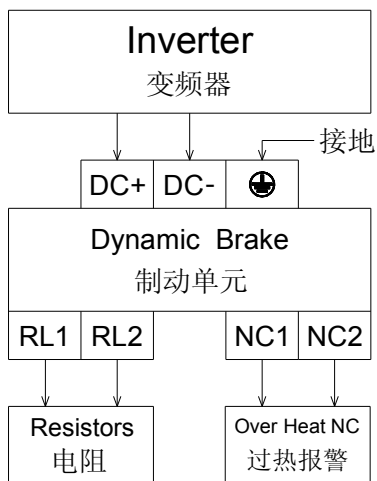 Inverter
变频器
接地
DC+ DC-
Dynamic Brake
制动单元
RL1 RL2 NC1 NC2
Resistors
电阻
Over Heat NC
过热报警